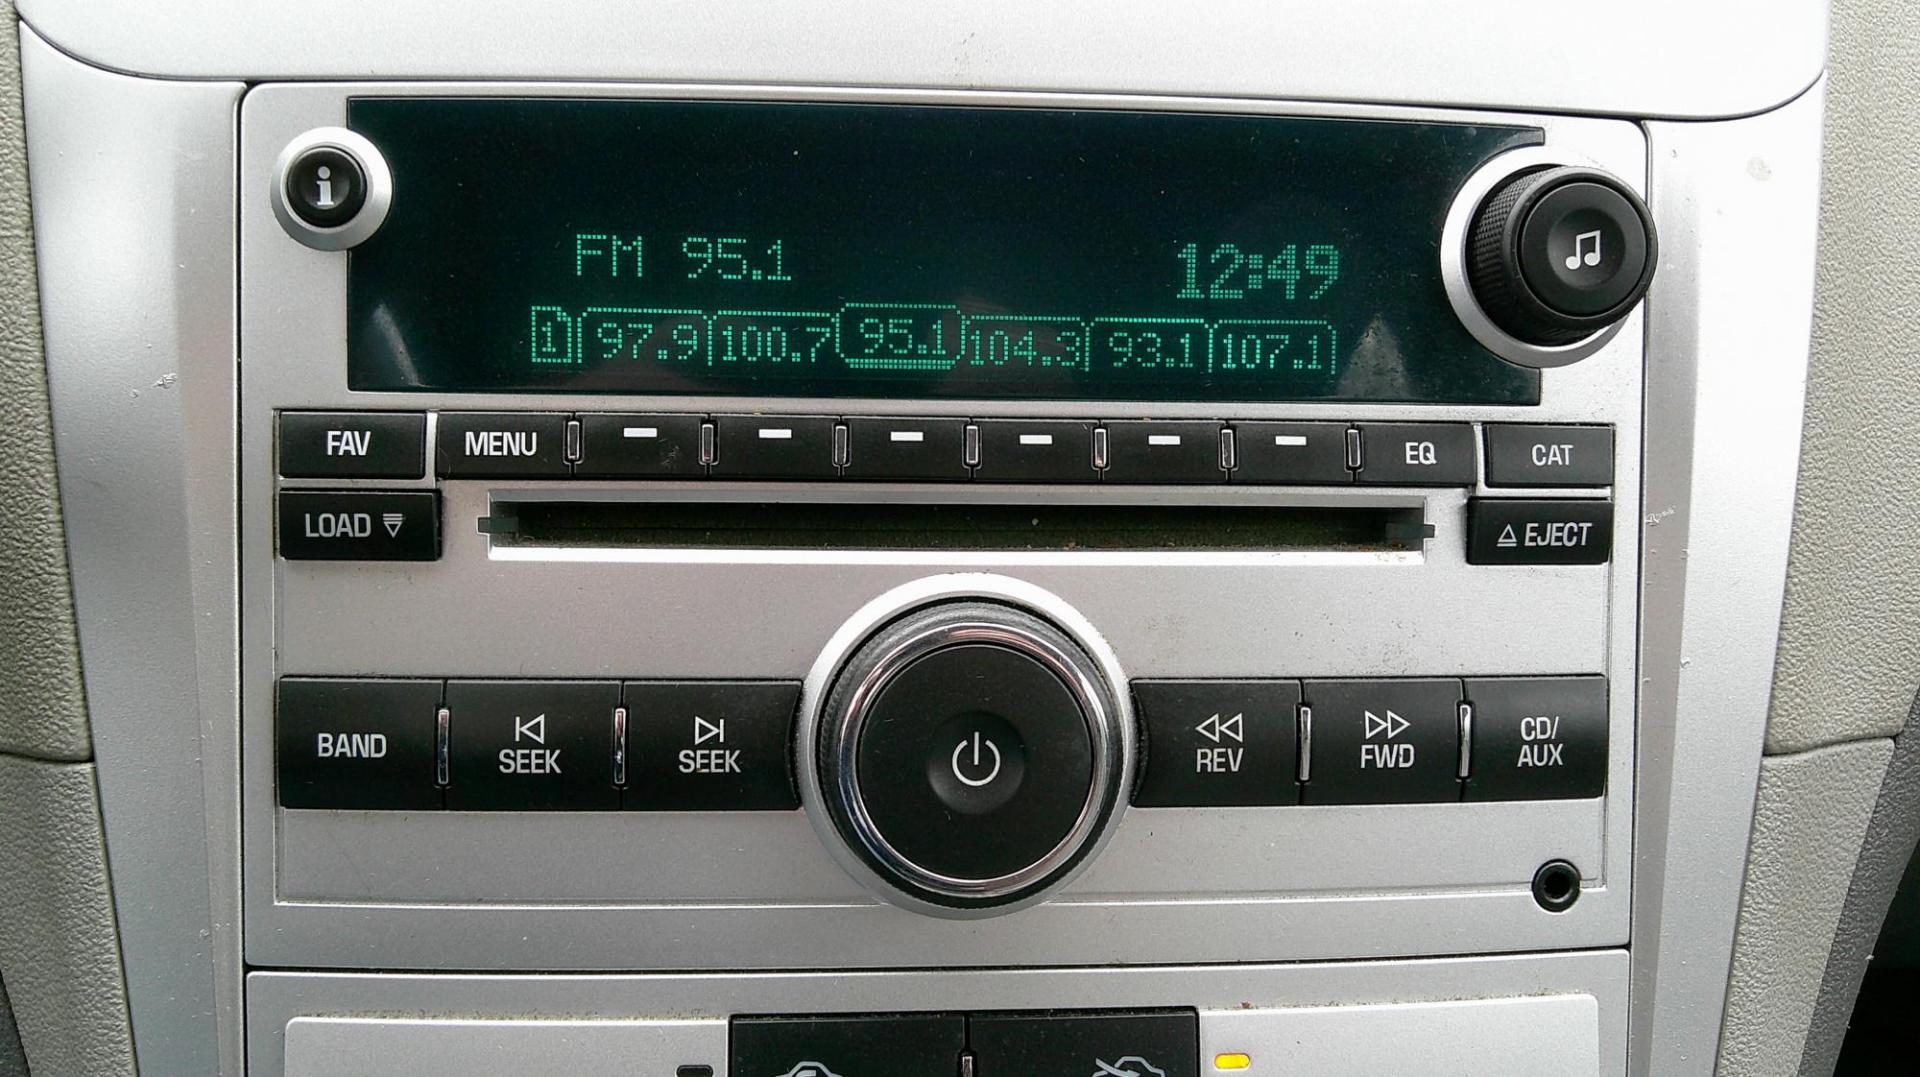 i
FM 95.1 12:49
1 97.9 100.7 95.1 104.3 93.1 107.1
FAV MENU EQ CAT
LOAD EJECT
BAND SEEK SEEK REV FWD CD/
AUX